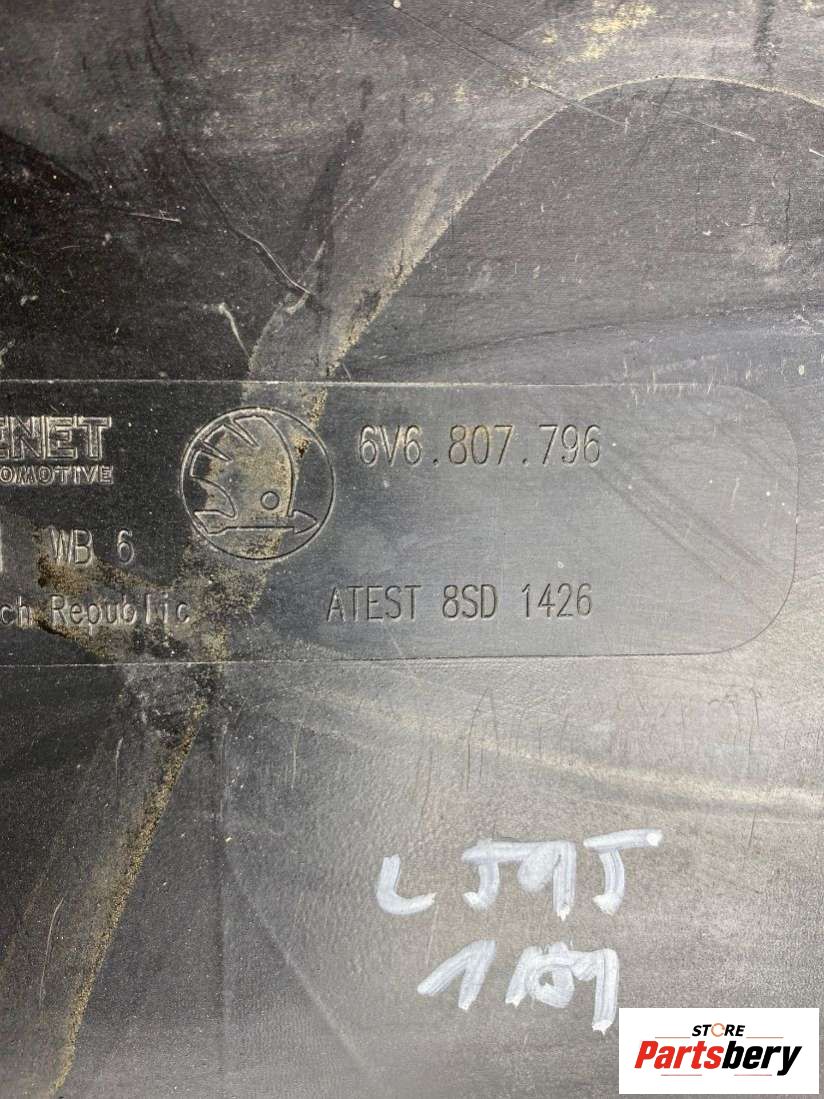 ENET
OMOTIVE
6V6.807.796
WB 6
ch Republic
ATEST 8SD 1426
STORE
Partsbery